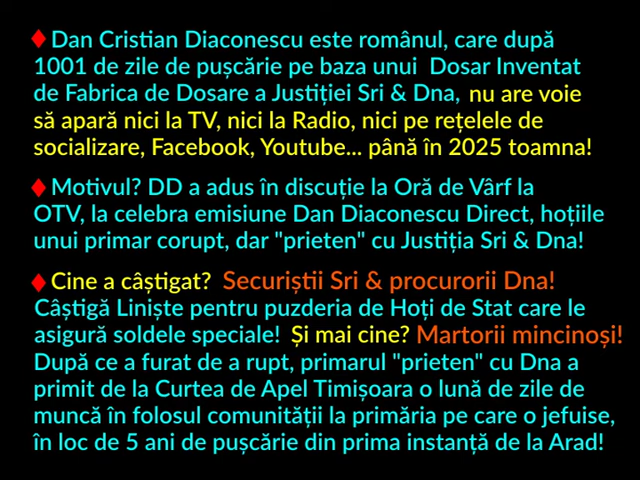 Dan Cristian Diaconescu este românul, care după
1001 de zile de pușcărie pe baza unui Dosar Inventat
de Fabrica de Dosare a Justiției Sri & Dna, nu are voie
să apară nici la TV, nici la Radio, nici pe rețelele de
socializare, Facebook, Youtube... până în 2025 toamna!
Motivul? DD a adus în discuție la Oră de Vârf la
OTV, la celebra emisiune Dan Diaconescu Direct, hoțiile
unui primar corupt, dar "prieten" cu Justiția Sri & Dna!
Cine a câștigat? Securiștii Sri & procurorii Dna!
Câștigă Liniște pentru puzderia de Hoți de Stat care le
asigură soldele speciale! Și mai cine? Martorii mincinoși!
După ce a furat de a rupt, primarul "prieten" cu Dna a
primit de la Curtea de Apel Timișoara o lună de zile de
muncă în folosul comunității la primăria pe care o jefuise,
în loc de 5 ani de pușcărie din prima instanță de la Arad!